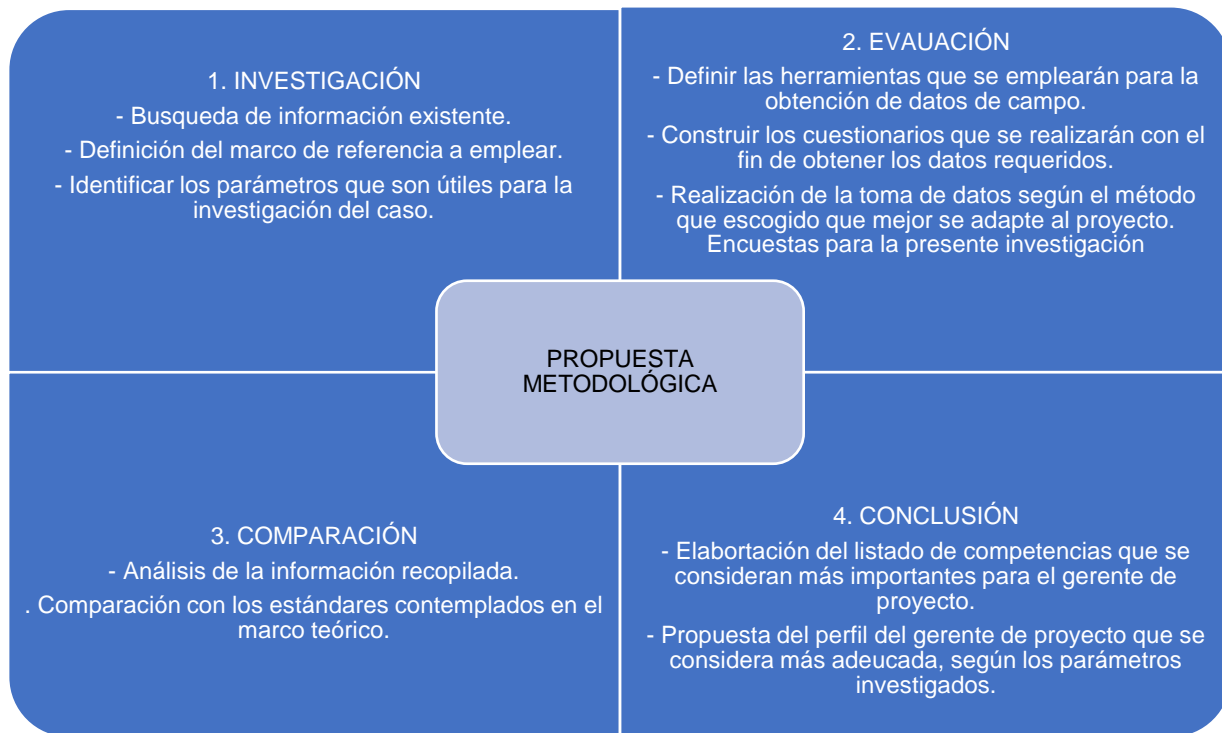 1. INVESTIGACIÓN
- Busqueda de información existente.
- Definición del marco de referencia a emplear.
- Identificar los parámetros que son útiles para la
investigación del caso.
2. EVAUACIÓN
- Definir las herramientas que se emplearán para la
obtención de datos de campo.
- Construir los cuestionarios que se realizarán con el
fin de obtener los datos requeridos.
- Realización de la toma de datos según el método
que escogido que mejor se adapte al proyecto.
Encuestas para la presente investigación
PROPUESTA
METODOLÓGICA
3. COMPARACIÓN
- Análisis de la información recopilada.
. Comparación con los estándares contemplados en el
marco teórico.
4. CONCLUSIÓN
- Elabortación del listado de competencias que se
consideran más importantes para el gerente de
proyecto.
- Propuesta del perfil del gerente de proyecto que se
considera más adeucada, según los parámetros
investigados.